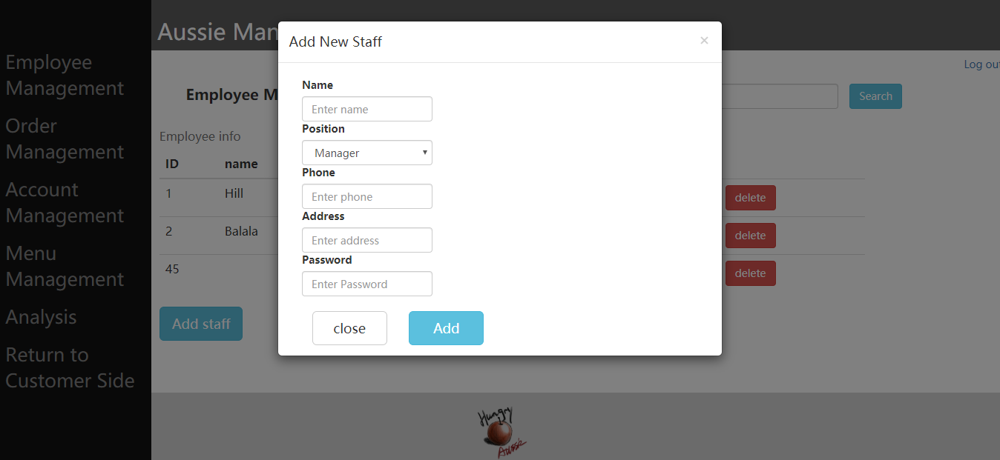 Aussie Man
Employee
Management
Order
Management
Account
Management
Menu
Management
Analysis
Return to
Customer Side
Log out
Employee M
Search
Employee info
ID name
1 Hill delete
2 Balala delete
45 delete
Add staff
Add New Staff ×
Name
Enter name
Position
Manager
Phone
Enter phone
Address
Enter address
Password
Enter Password
close Add
Hungry
Aussie